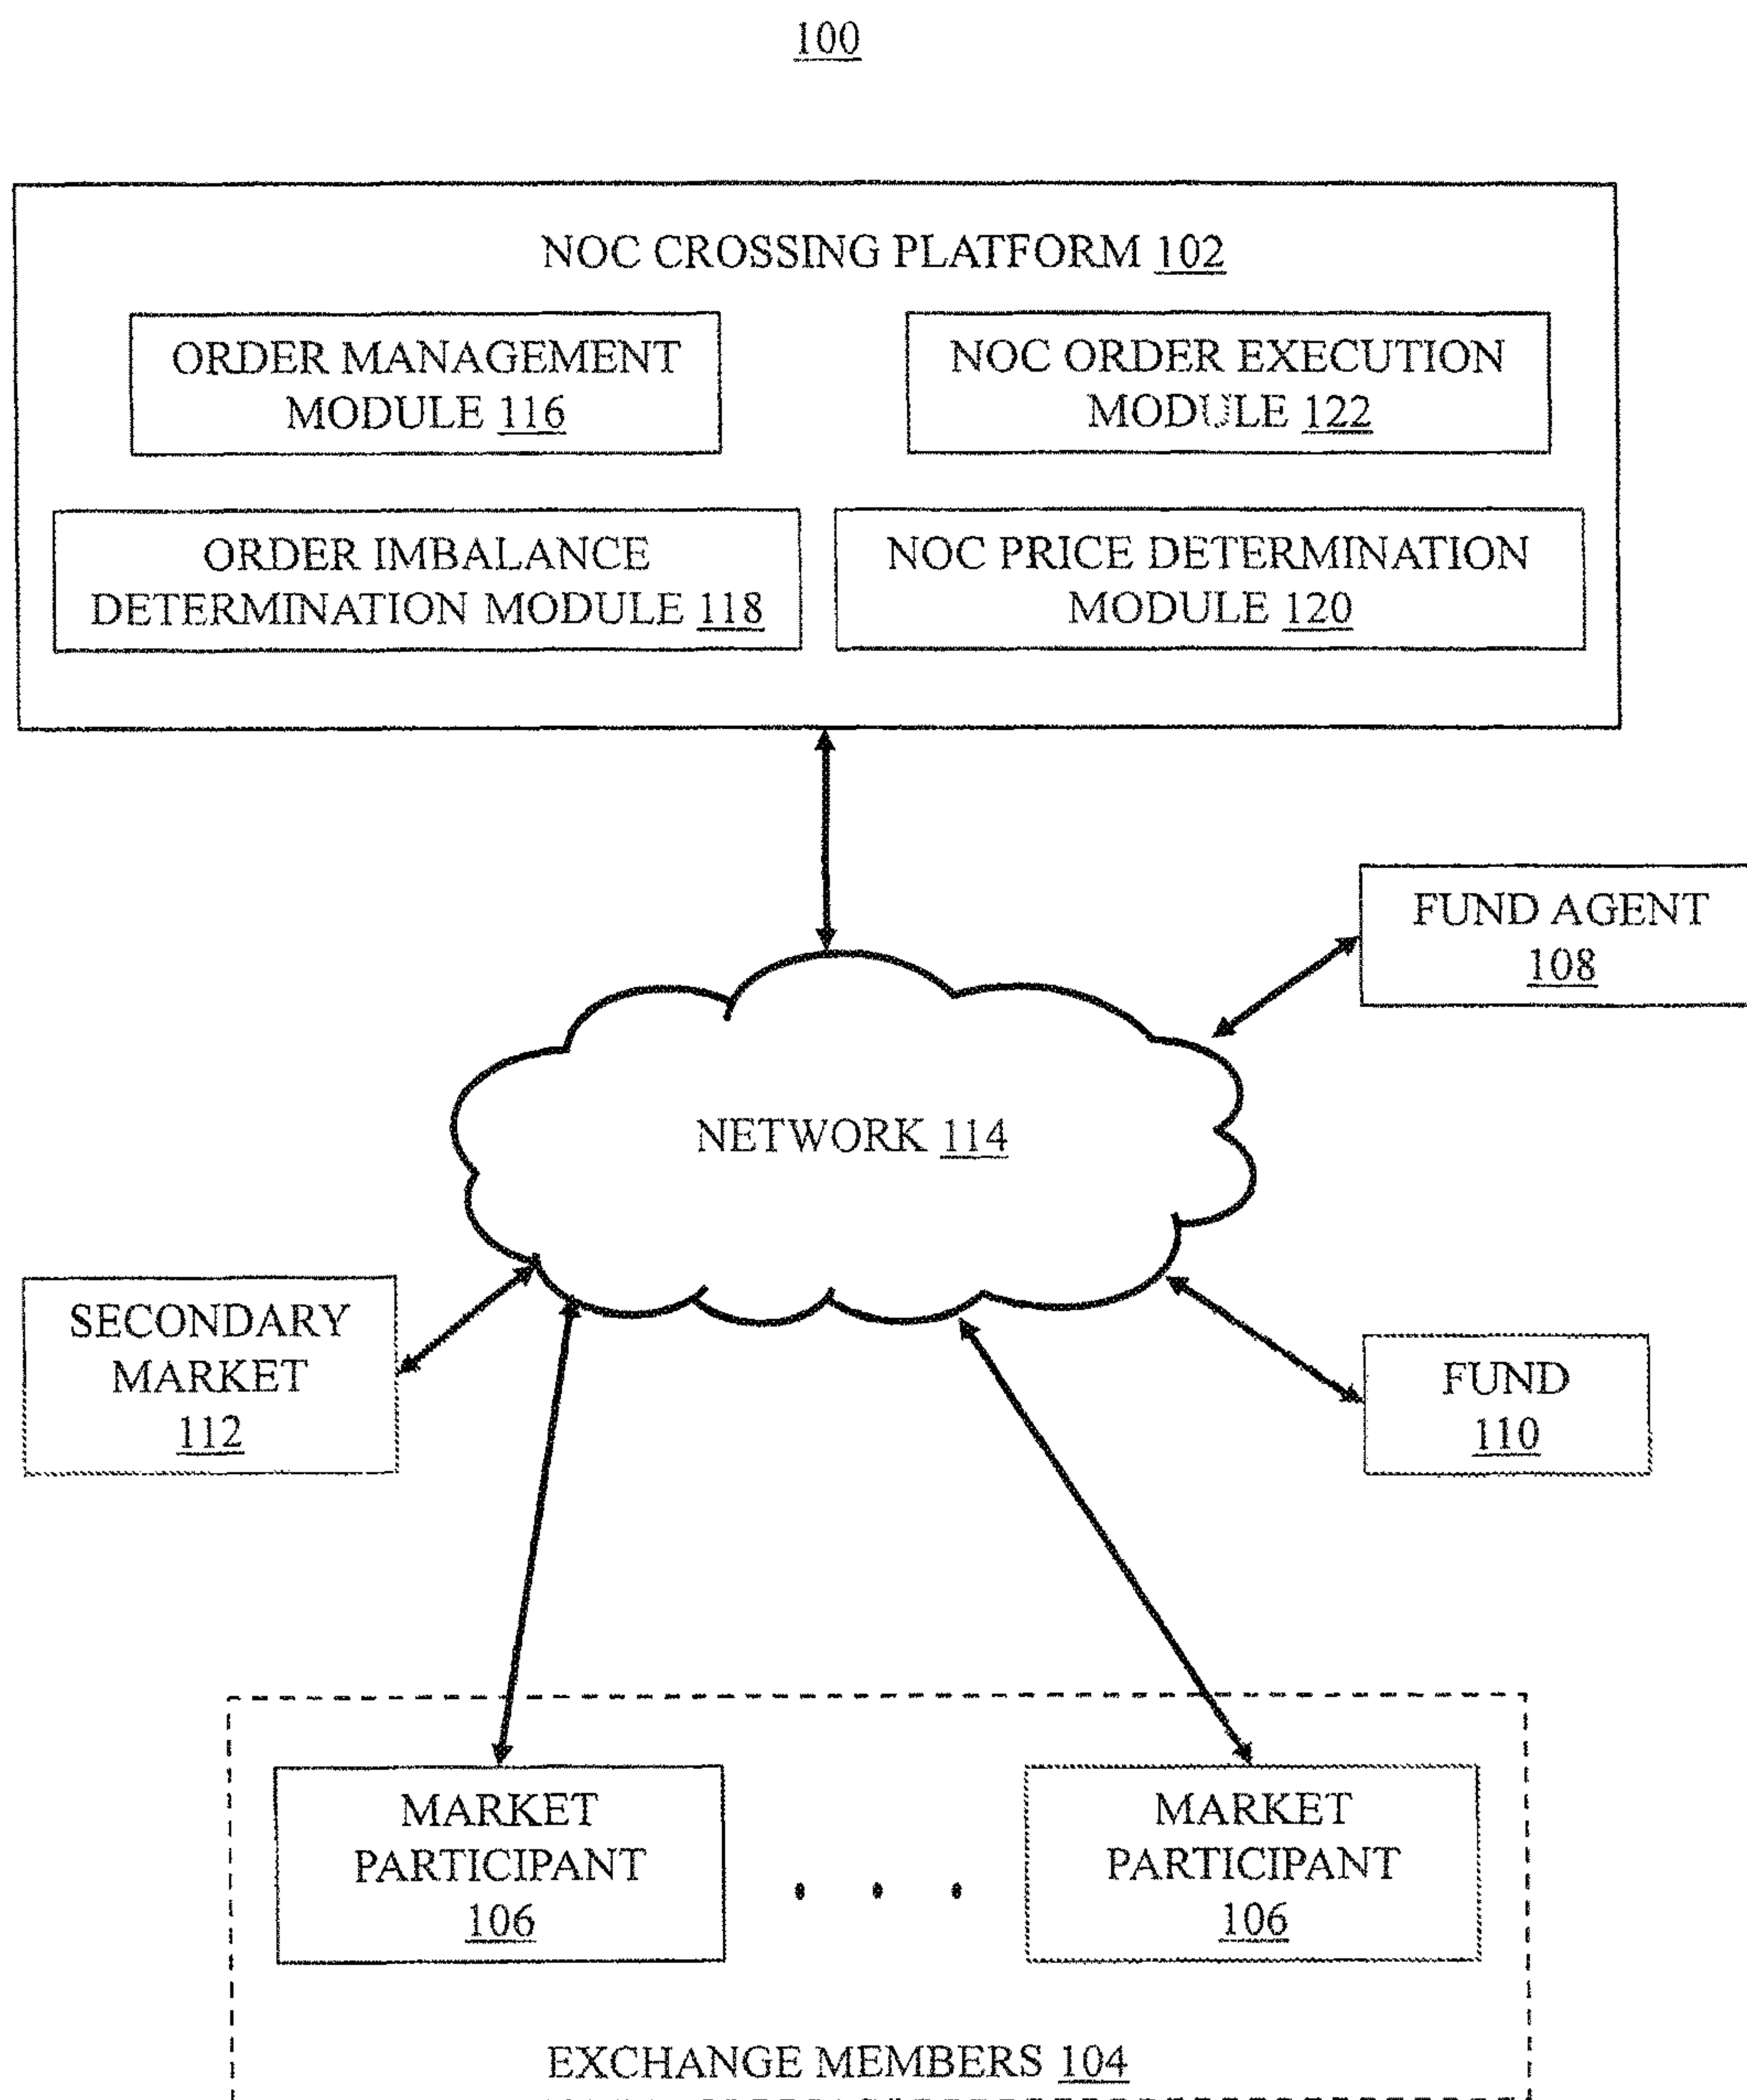 100
NOC CROSSING PLATFORM 102
ORDER MANAGEMENT
MODULE 116
NOC ORDER EXECUTION
MODULE 122
ORDER IMBALANCE
DETERMINATION MODULE 118
NOC PRICE DETERMINATION
MODULE 120
FUND AGENT
108
NETWORK 114
SECONDARY
MARKET
112
FUND
110
MARKET
PARTICIPANT
106
MARKET
PARTICIPANT
106
EXCHANGE MEMBERS 104